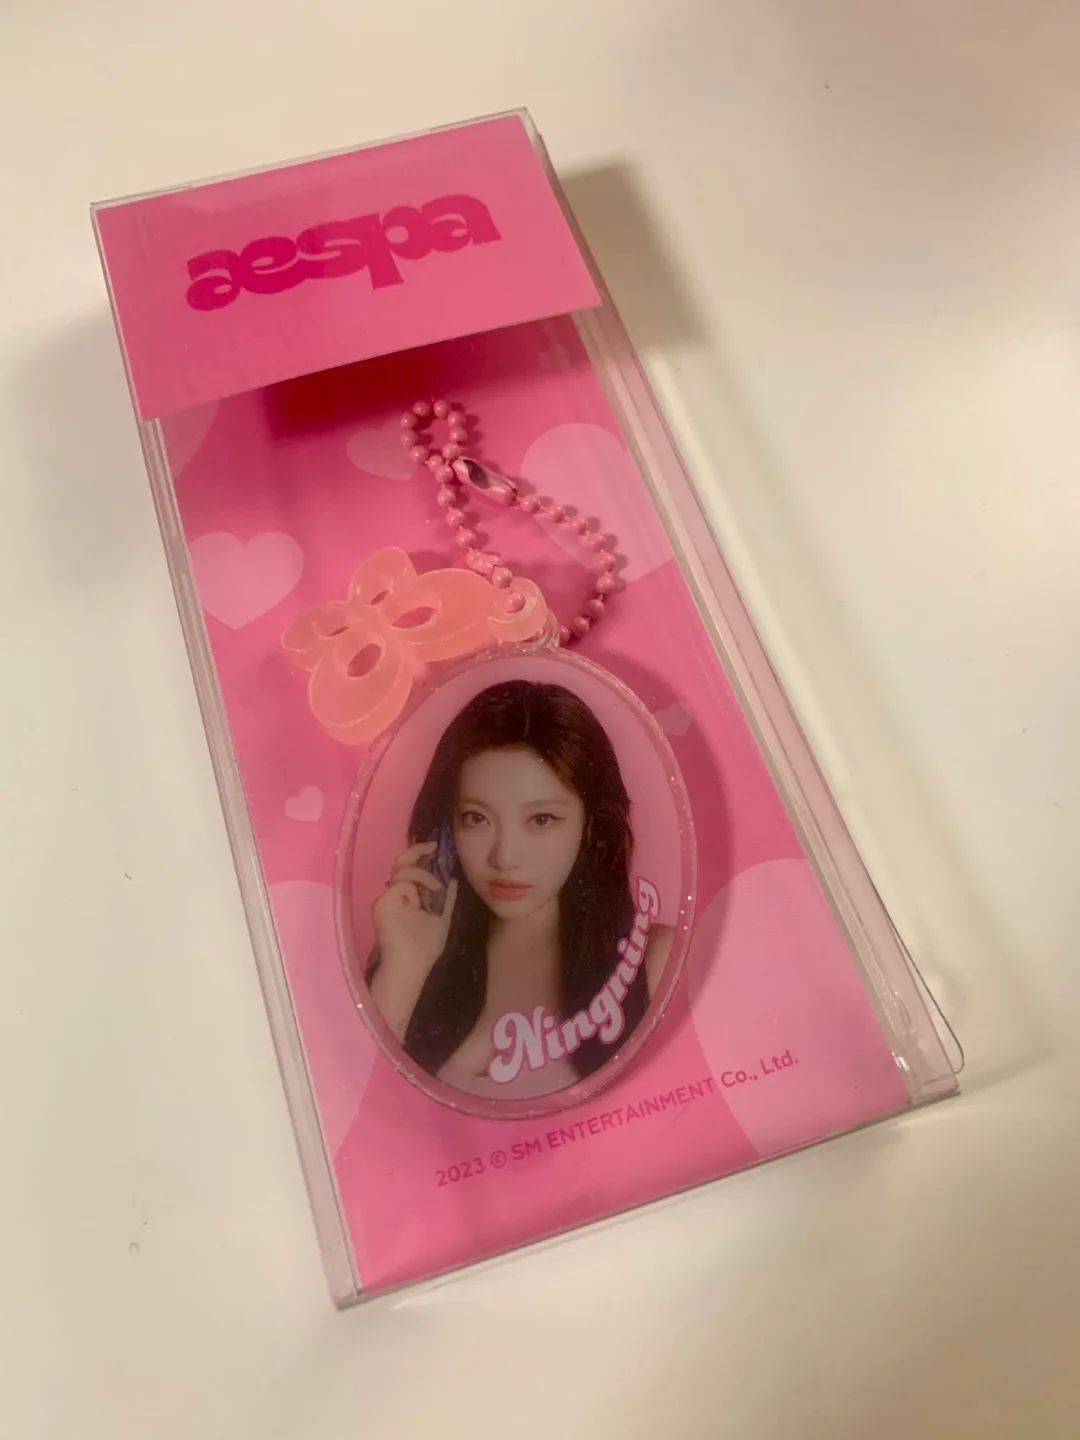 aespa
Ningning
2023 © SM ENTERTAINMENT Co., Ltd.